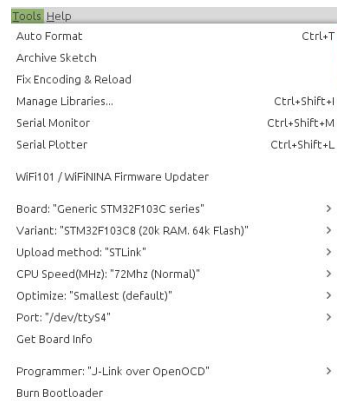 Tools Help
Auto Format Ctrl+T
Archive Sketch
Fix Encoding & Reload
Manage Libraries... Ctrl+Shift+I
Serial Monitor Ctrl+Shift+M
Serial Plotter Ctrl+Shift+L
WiFi101 / WiFiNINA Firmware Updater
Board: "Generic STM32F103C series" >
Variant: "STM32F103C8 (20k RAM. 64k Flash)" >
Upload method: "STLink" >
CPU Speed(MHz): "72Mhz (Normal)" >
Optimize: "Smallest (default)" >
Port: "/dev/ttyS4" >
Get Board Info
Programmer: "J-Link over OpenOCD" >
Burn Bootloader